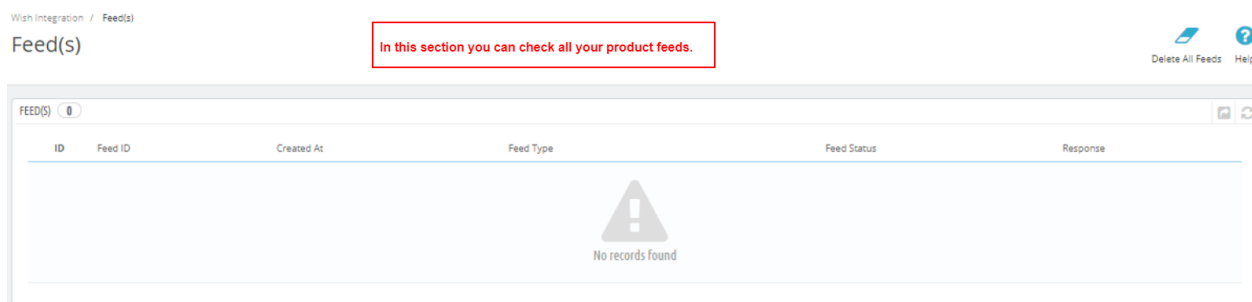 Wish Integration / Feed(s)
Feed(s)
In this section you can check all your product feeds.
Delete All Feeds Help
FEED(S) 0
ID Feed ID Created At Feed Type Feed Status Response
No records found